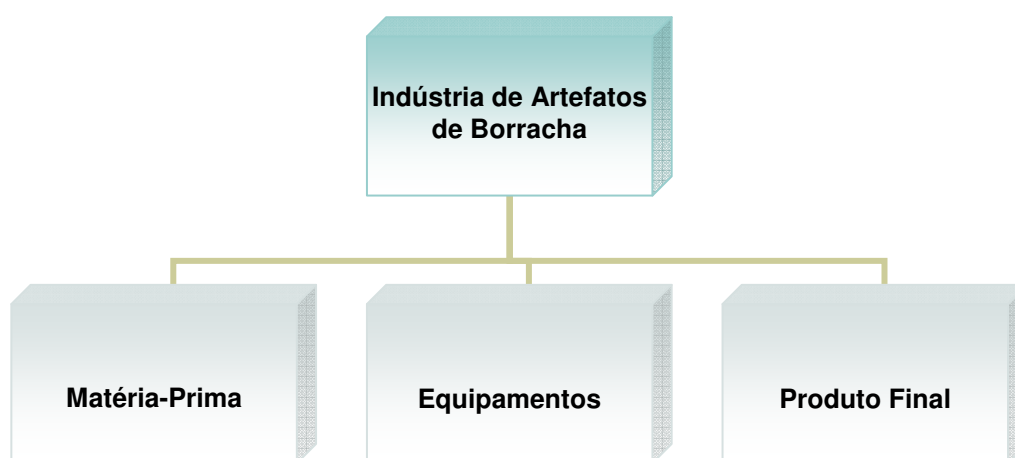 Indústria de Artefatos
de Borracha
Matéria-Prima
Equipamentos
Produto Final